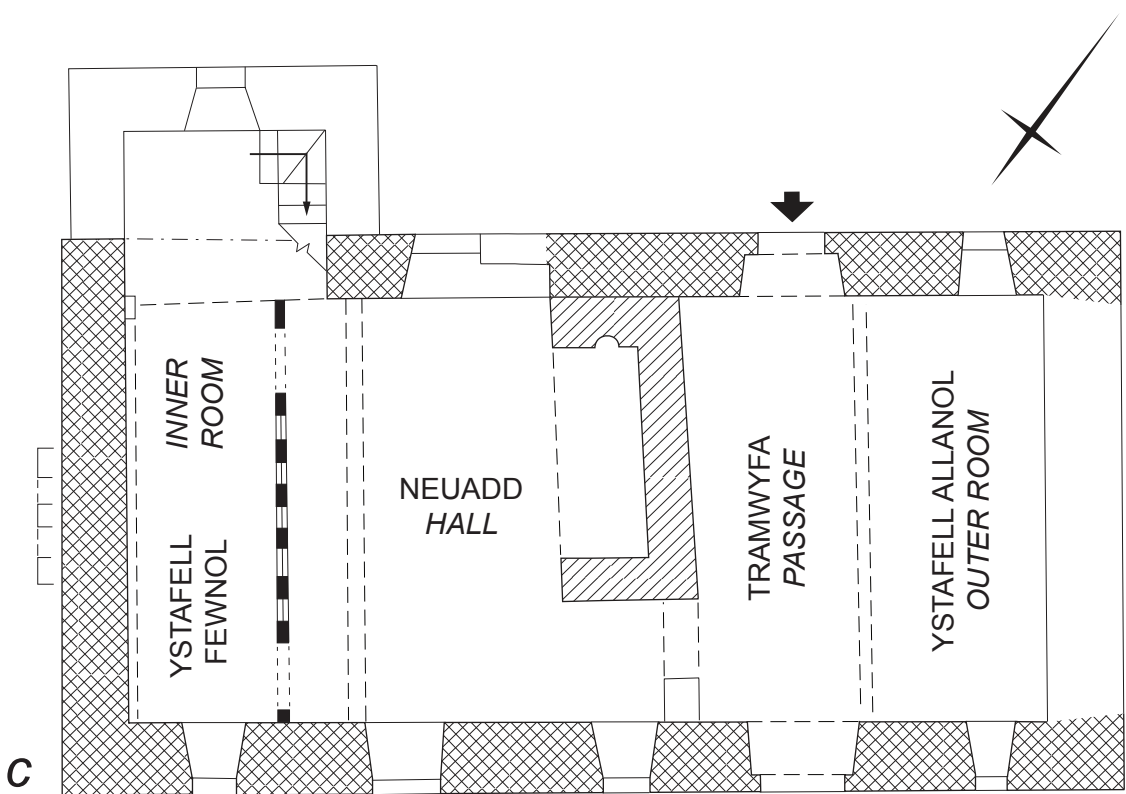 YSTAFELL
FEWNOL
INNER
ROOM
NEUADD
HALL
TRAMWYFA
PASSAGE
YSTAFELL ALLANOL
OUTER ROOM
C